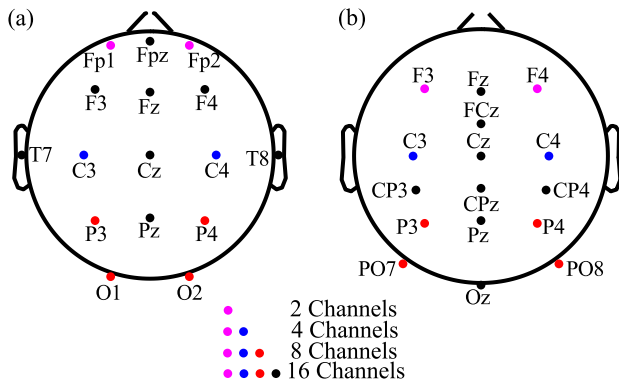 (a)
Fp1 Fpz Fp2
F3 Fz F4
T7 C3 Cz C4 T8
P3 Pz P4
O1 O2
(b)
F3 Fz F4
FCz
C3 Cz C4
CP3 CPz CP4
P3 Pz P4
PO7 PO8
Oz
2 Channels
4 Channels
8 Channels
16 Channels